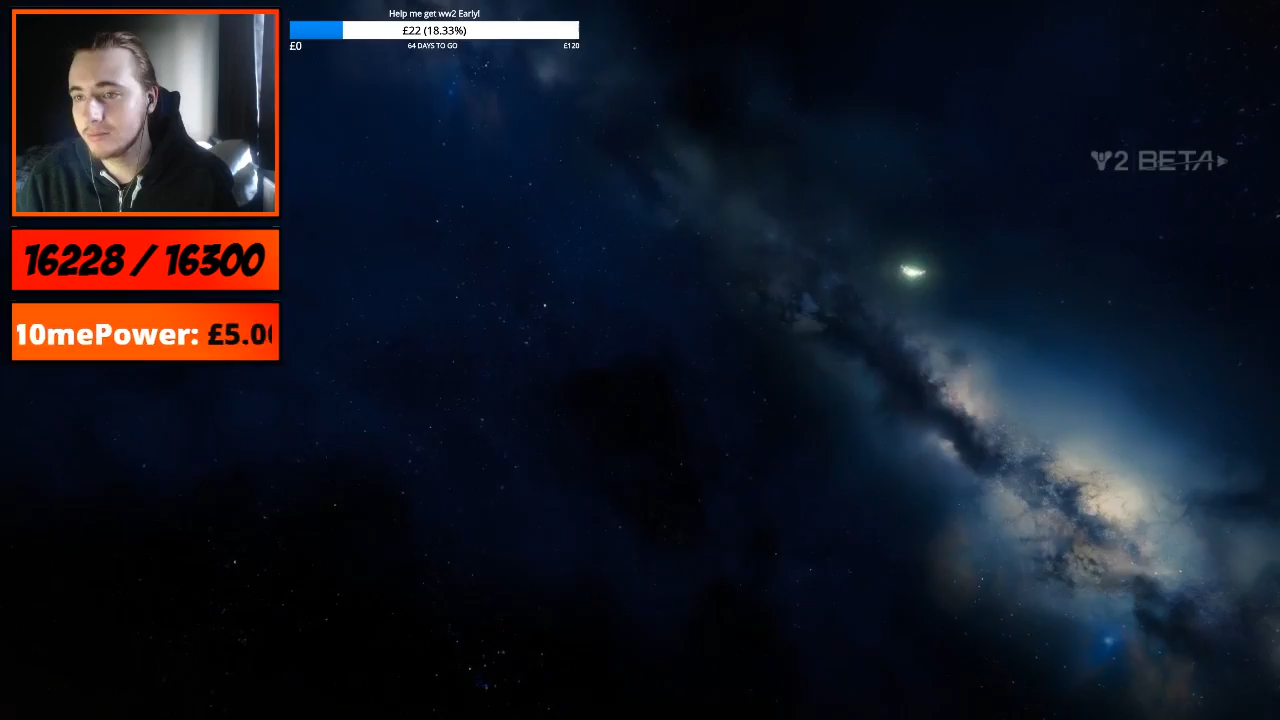 Help me get ww2 Early!
£22 (18.33%)
£0
64 DAYS TO GO
£120
2 BETA
16228 / 16300
10mePower: £5.0